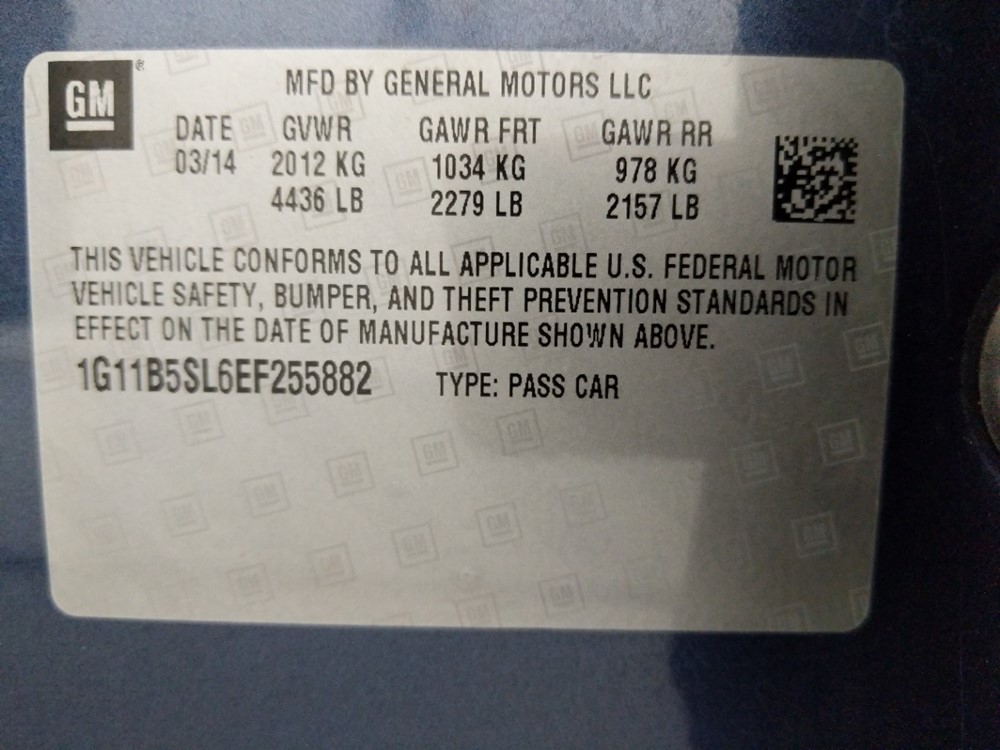 GM ®
MFD BY GENERAL MOTORS LLC
DATE GVWR GAWR FRT GAWR RR
03/14 2012 KG 1034 KG 978 KG
4436 LB 2279 LB 2157 LB
THIS VEHICLE CONFORMS TO ALL APPLICABLE U.S. FEDERAL MOTOR
VEHICLE SAFETY, BUMPER, AND THEFT PREVENTION STANDARDS IN
EFFECT ON THE DATE OF MANUFACTURE SHOWN ABOVE.
1G11B5SL6EF255882 TYPE: PASS CAR